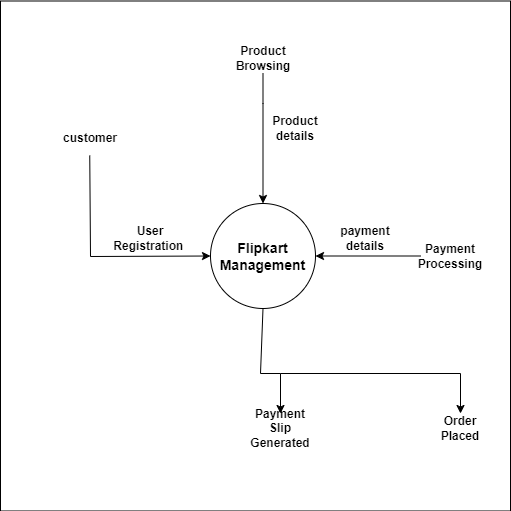 Product
Browsing
Product
details
customer
User
Registration
Flipkart
Management
payment
details
Payment
Processing
Payment
Slip
Generated
Order
Placed